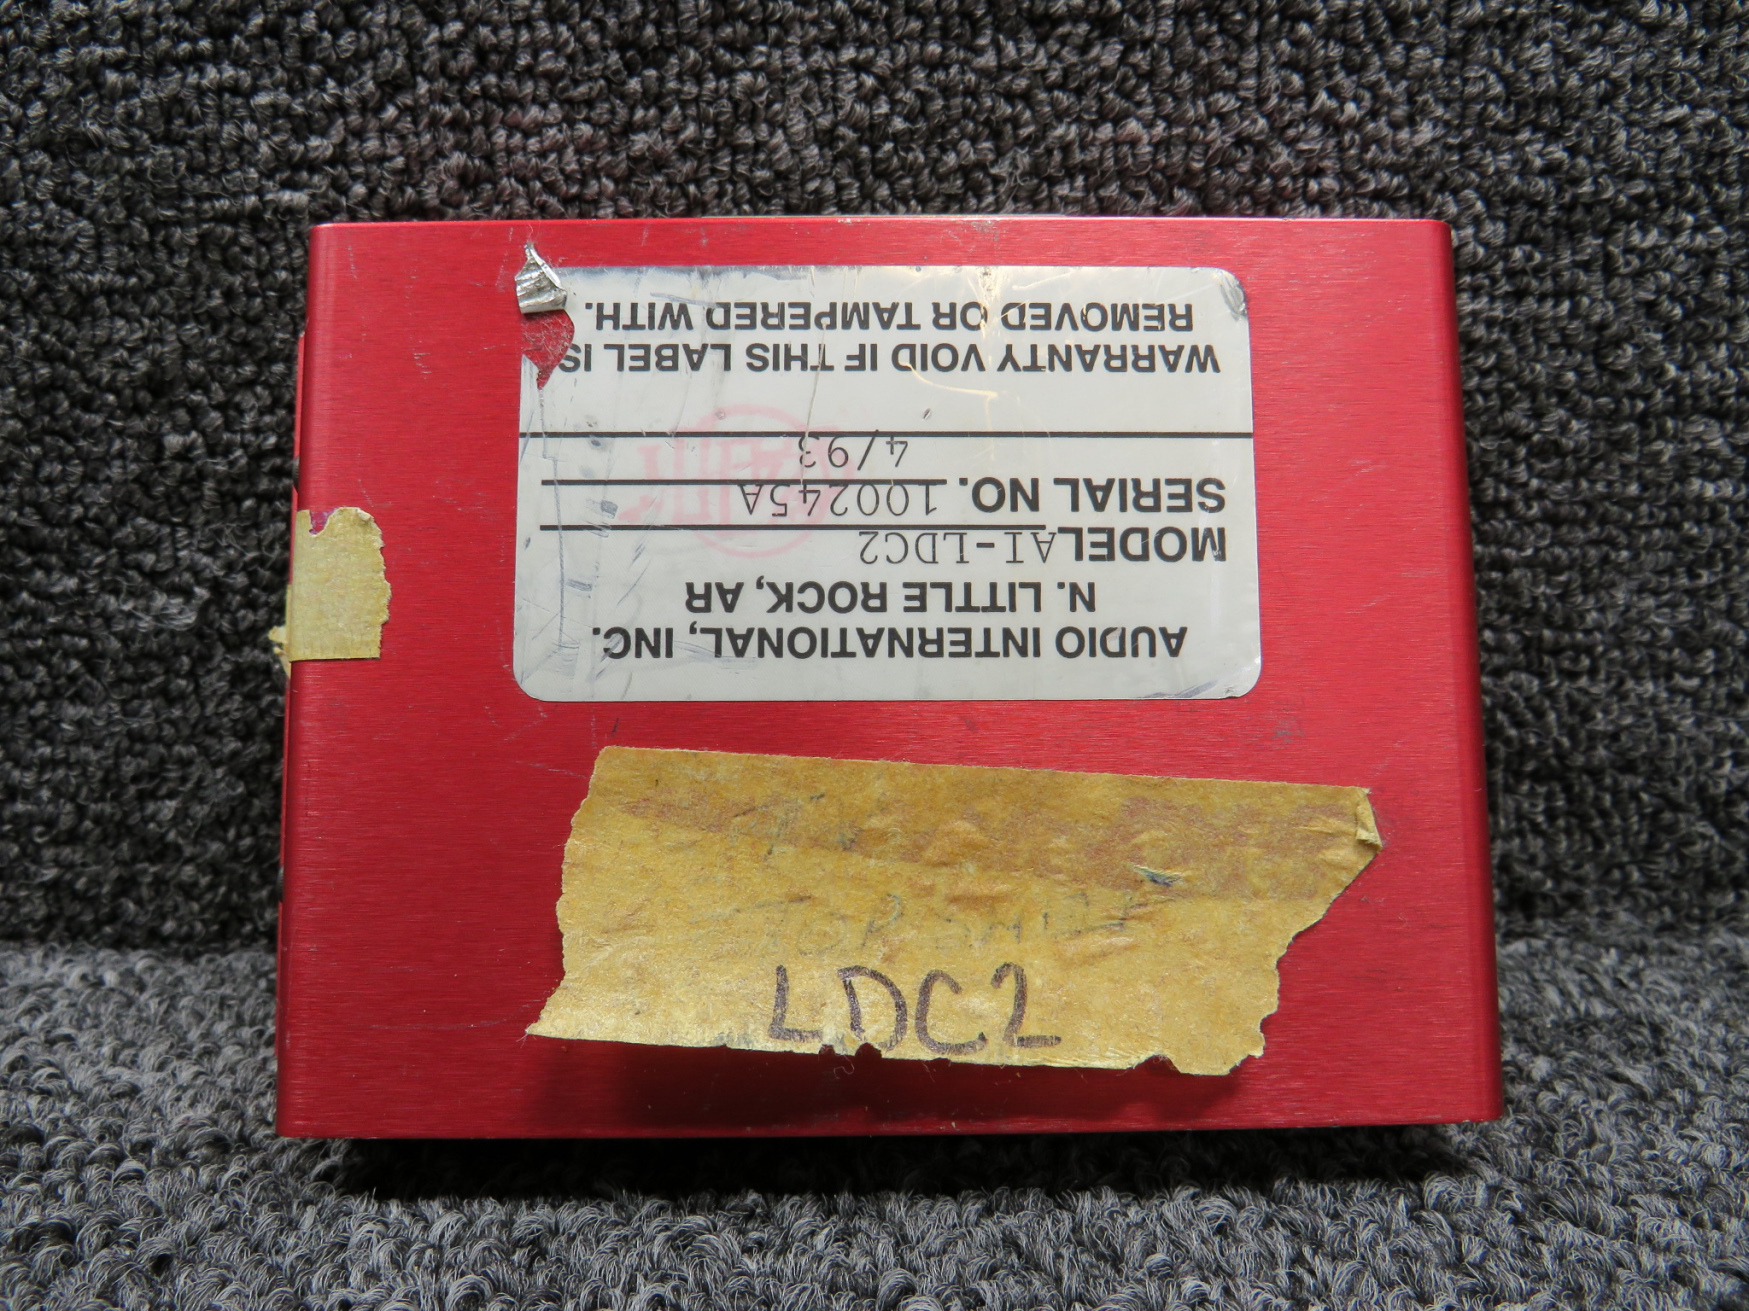 AUDIO INTERNATIONAL, INC.
N. LITTLE ROCK, AR
MODEL AI-LDC2
SERIAL NO. 100245A
4/93
WARRANTY VOID IF THIS LABEL IS
REMOVED OR TAMPERED WITH.
TOP
LDC2